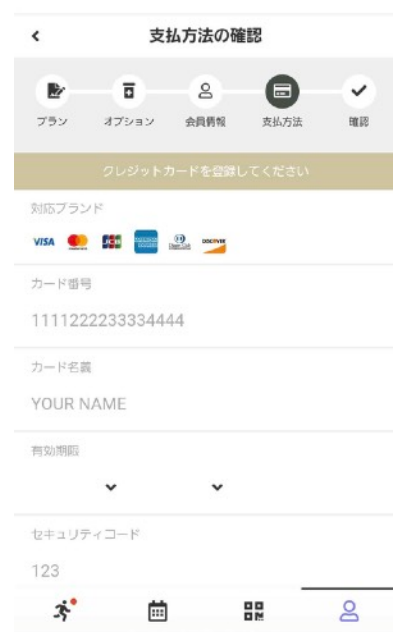 支払方法の確認
プラン オプション 会員情報 支払方法 確認
クレジットカードを登録してください
対応ブランド
VISA JCB DISCOVER
カード番号
1111222233334444
カード名義
YOUR NAME
有効期限
セキュリティコード
123